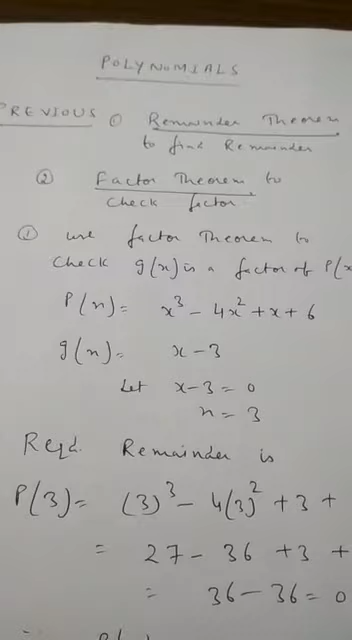 POLYNOMIALS
PREVIOUS ① Remainder Theorem
to find Remainder
② Factor Theorem to
check factor
① use factor Theorem to
Check g(x) is a factor of P(x
P(x) = x³ - 4x² + x + 6
g(x) = x - 3
Let x - 3 = 0
x = 3
Reqd. Remainder is
P(3) = (3)³ - 4(3)² + 3 +
= 27 - 36 + 3 +
= 36 - 36 = 0